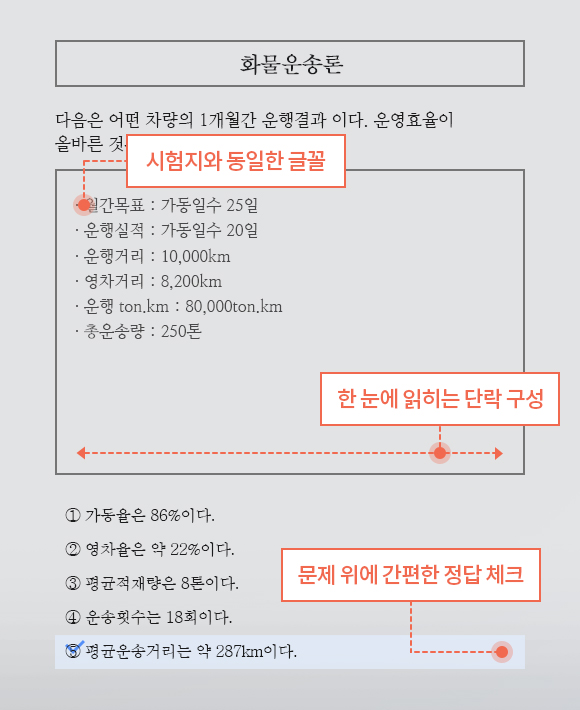 화물운송론
다음은 어떤 차량의 1개월간 운행결과 이다. 운영효율이
올바른 것
시험지와 동일한 글꼴
월간목표 : 가동일수 25일
· 운행실적 : 가동일수 20일
· 운행거리 : 10,000km
· 영차거리 : 8,200km
· 운행 ton.km : 80,000ton.km
· 총운송량 : 250톤
한 눈에 읽히는 단락 구성
① 가동율은 86%이다.
② 영차율은 약 22%이다.
③ 평균적재량은 8톤이다.
문제 위에 간편한 정답 체크
④ 운송횟수는 18회이다.
⑤ 평균운송거리는 약 287km이다.